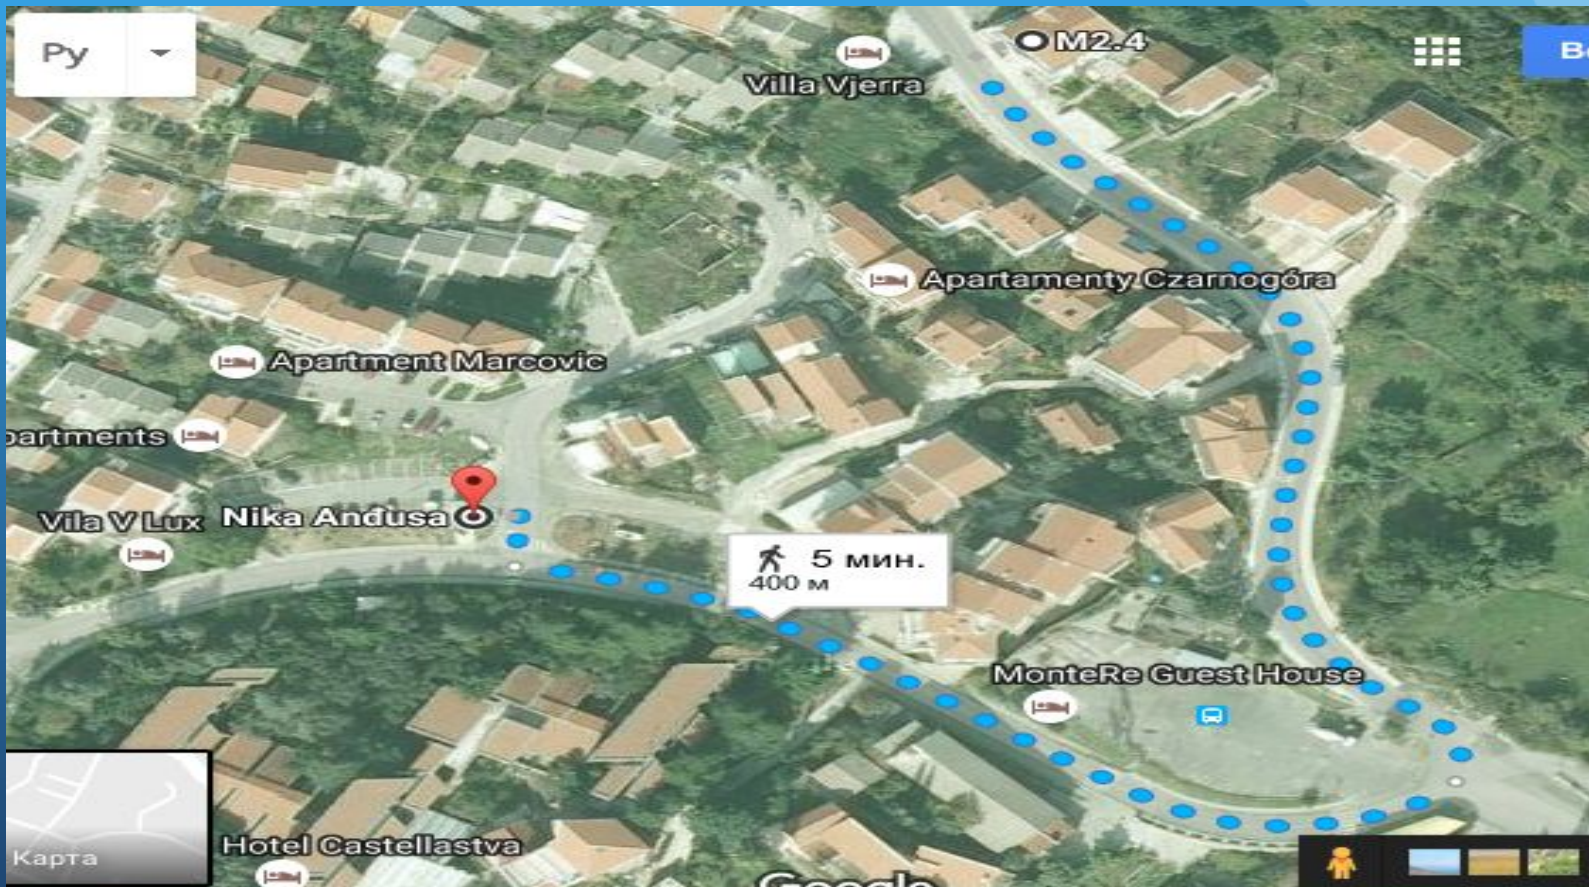 Ру
M2.4
Villa Vjerra
Apartamenty Czarnogóra
Apartment Marcovic
partments
Nika Anđusa
Vila V Lux
5 мин.
400 м
MonteRe Guest House
Hotel Castellastva
Карта
Google